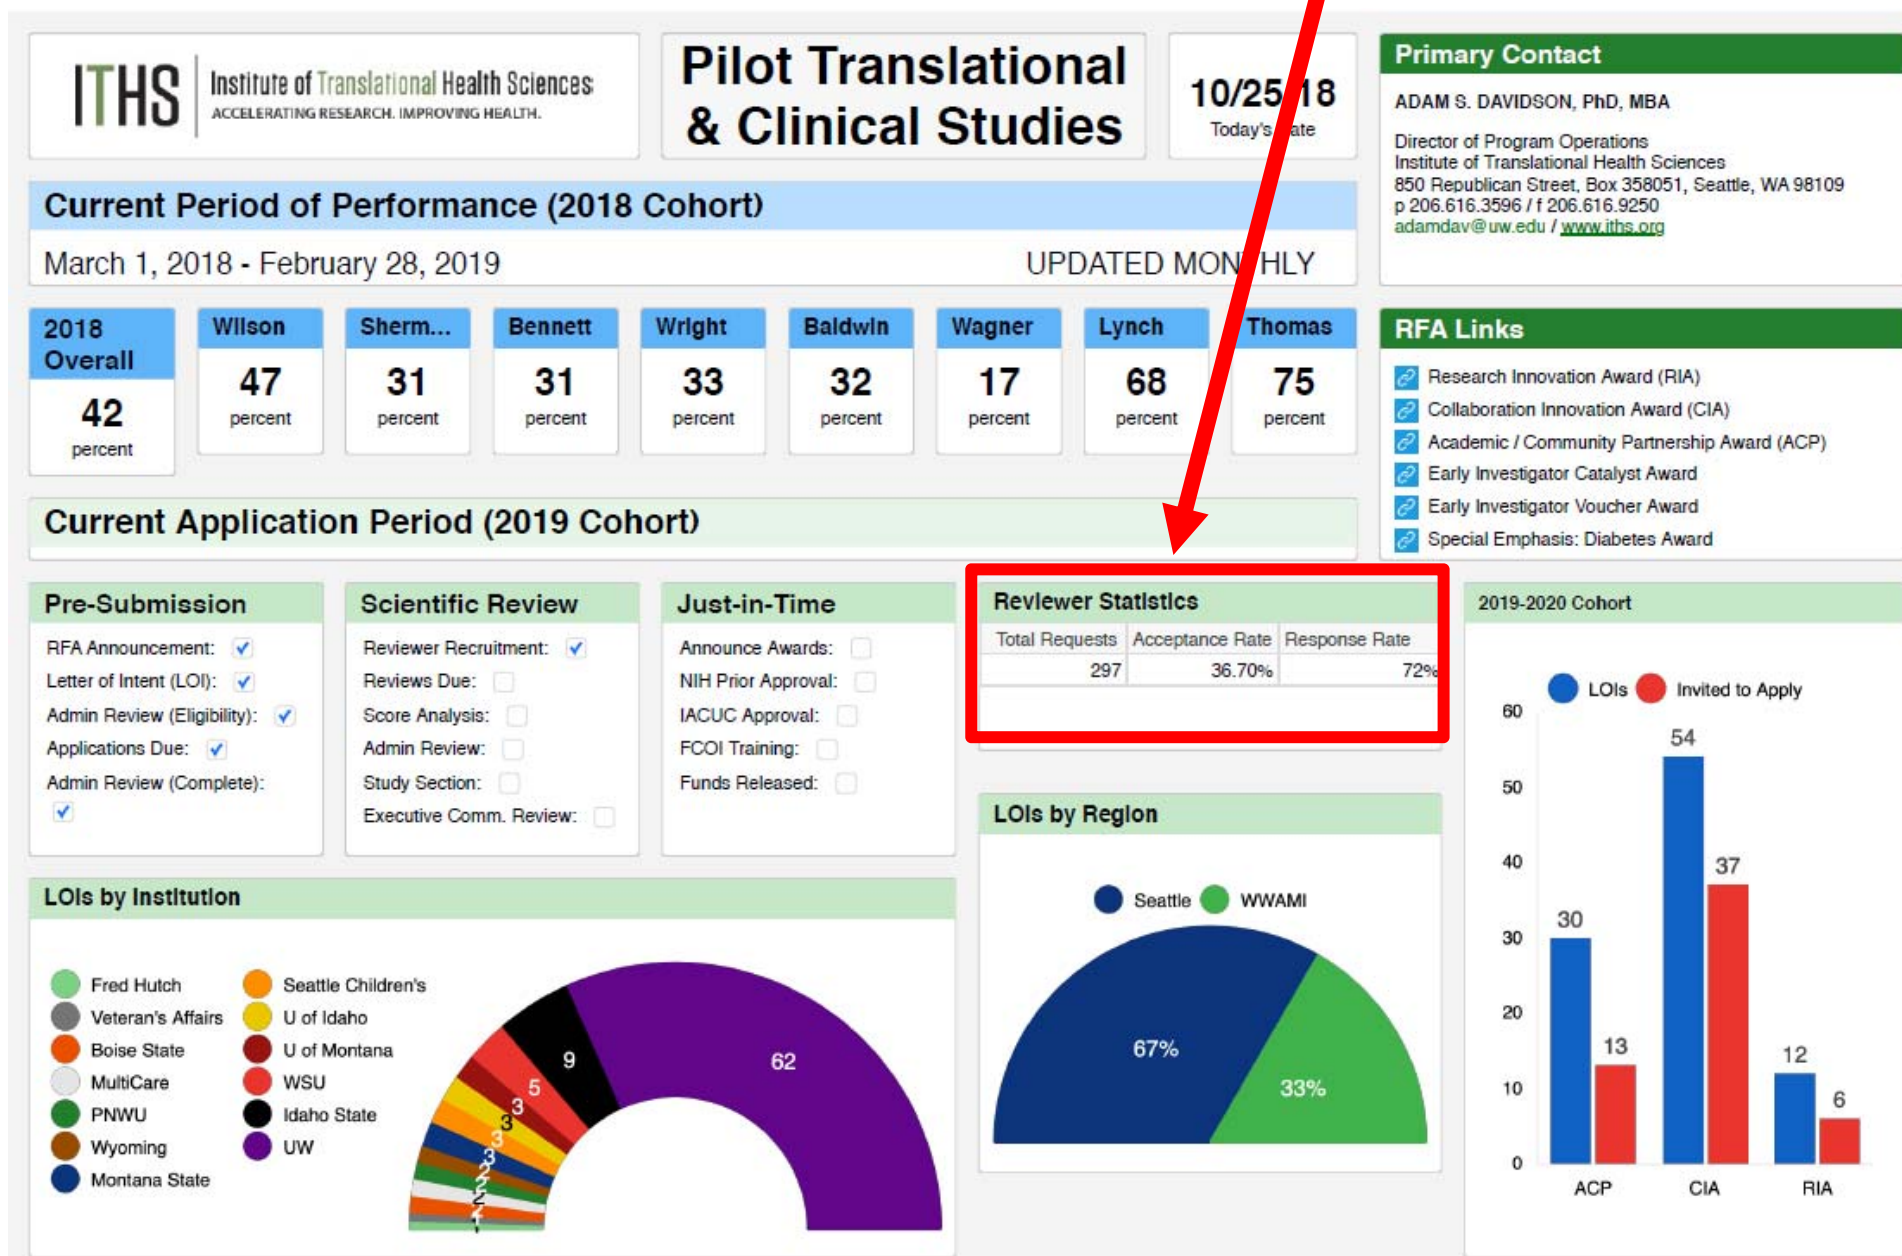 ITHS
Institute of Translational Health Sciences
ACCELERATING RESEARCH. IMPROVING HEALTH.
Pilot Translational
& Clinical Studies
10/25/18
Today's Date
Primary Contact
ADAM S. DAVIDSON, PhD, MBA
Director of Program Operations
Institute of Translational Health Sciences
850 Republican Street, Box 358051, Seattle, WA 98109
p 206.616.3596 / f 206.616.9250
adamdav@uw.edu / www.iths.org
Current Period of Performance (2018 Cohort)
March 1, 2018 - February 28, 2019 UPDATED MONTHLY
2018 Overall
42
percent
Wilson
47
percent
Sherm...
31
percent
Bennett
31
percent
Wright
33
percent
Baldwin
32
percent
Wagner
17
percent
Lynch
68
percent
Thomas
75
percent
RFA Links
Research Innovation Award (RIA)
Collaboration Innovation Award (CIA)
Academic / Community Partnership Award (ACP)
Early Investigator Catalyst Award
Early Investigator Voucher Award
Special Emphasis: Diabetes Award
Current Application Period (2019 Cohort)
Pre-Submission
RFA Announcement:
Letter of Intent (LOI):
Admin Review (Eligibility):
Applications Due:
Admin Review (Complete):
Scientific Review
Reviewer Recruitment:
Reviews Due:
Score Analysis:
Admin Review:
Study Section:
Executive Comm. Review:
Just-in-Time
Announce Awards:
NIH Prior Approval:
IACUC Approval:
FCOI Training:
Funds Released:
Reviewer Statistics
Total Requests Acceptance Rate Response Rate
297 36.70% 72%
LOIs by Region
Seattle WWAMI
67%
33%
2019-2020 Cohort
LOIs Invited to Apply
60
50
40
30
20
10
0
30
13
54
37
12
6
ACP CIA RIA
LOIs by Institution
Fred Hutch
Veteran's Affairs
Boise State
MultiCare
PNWU
Wyoming
Montana State
Seattle Children's
U of Idaho
U of Montana
WSU
Idaho State
UW
62
9
5
3
3
3
3
2
2
2
2